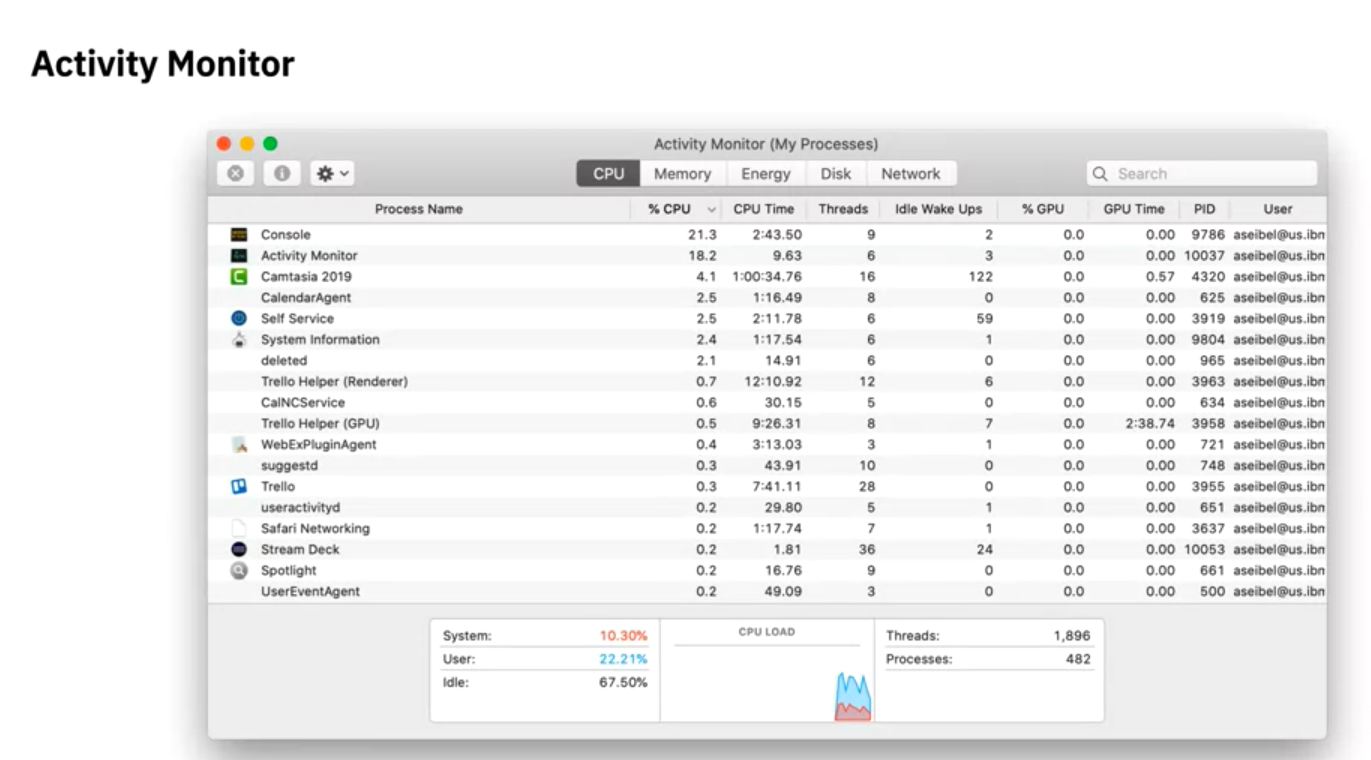 Activity Monitor
Activity Monitor (My Processes)
CPU Memory Energy Disk Network Search
Process Name % CPU CPU Time Threads Idle Wake Ups % GPU GPU Time PID User
Console 21.3 2:43.50 9 2 0.0 0.00 9786 aseibel@us.ibn
Activity Monitor 18.2 9.63 6 3 0.0 0.00 10037 aseibel@us.ibn
Camtasia 2019 4.1 1:00:34.76 16 122 0.0 0.57 4320 aseibel@us.ibn
CalendarAgent 2.5 1:16.49 8 0 0.0 0.00 625 aseibel@us.ibn
Self Service 2.5 2:11.78 6 59 0.0 0.00 3919 aseibel@us.ibn
System Information 2.4 1:17.54 6 1 0.0 0.00 9804 aseibel@us.ibn
deleted 2.1 14.91 6 0 0.0 0.00 965 aseibel@us.ibn
Trello Helper (Renderer) 0.7 12:10.92 12 6 0.0 0.00 3963 aseibel@us.ibn
CalNCService 0.6 30.15 5 0 0.0 0.00 634 aseibel@us.ibn
Trello Helper (GPU) 0.5 9:26.31 8 7 0.0 2:38.74 3958 aseibel@us.ibn
WebExPluginAgent 0.4 3:13.03 3 1 0.0 0.00 721 aseibel@us.ibn
suggestd 0.3 43.91 10 0 0.0 0.00 748 aseibel@us.ibn
Trello 0.3 7:41.11 28 0 0.0 0.00 3955 aseibel@us.ibn
useractivityd 0.2 29.80 5 1 0.0 0.00 651 aseibel@us.ibn
Safari Networking 0.2 1:17.74 7 1 0.0 0.00 3637 aseibel@us.ibn
Stream Deck 0.2 1.81 36 24 0.0 0.00 10053 aseibel@us.ibn
Spotlight 0.2 16.76 9 0 0.0 0.00 661 aseibel@us.ibn
UserEventAgent 0.2 49.09 3 0 0.0 0.00 500 aseibel@us.ibn
System: 10.30% CPU LOAD Threads: 1,896
User: 22.21% Processes: 482
Idle: 67.50%